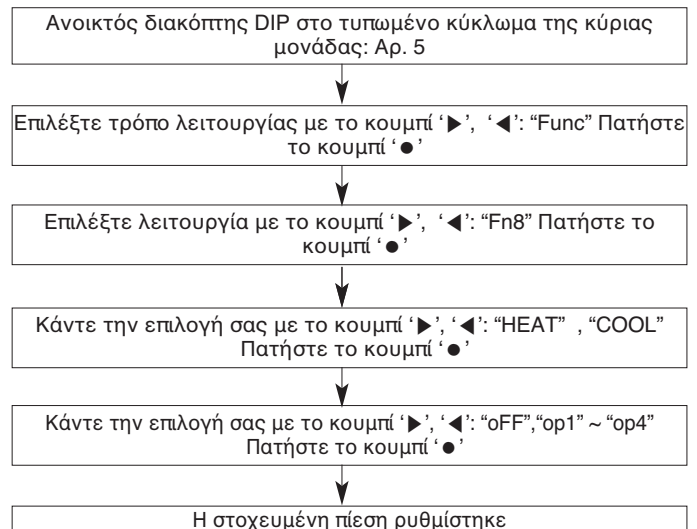 Ανοικτός διακόπτης DIP στο τυπωμένο κύκλωμα της κύριας
μονάδας: Αρ. 5
Επιλέξτε τρόπο λειτουργίας με το κουμπί ‘▶’, ‘◀’: “Func” Πατήστε
το κουμπί ‘●’
Επιλέξτε λειτουργία με το κουμπί ‘▶’, ‘◀’: “Fn8” Πατήστε το
κουμπί ‘●’
Κάντε την επιλογή σας με το κουμπί ‘▶’, ‘◀’: “HEAT” , “COOL”
Πατήστε το κουμπί ‘●’
Κάντε την επιλογή σας με το κουμπί ‘▶’, ‘◀’: “oFF”,“op1” ~ “op4”
Πατήστε το κουμπί ‘●’
Η στοχευμένη πίεση ρυθμίστηκε